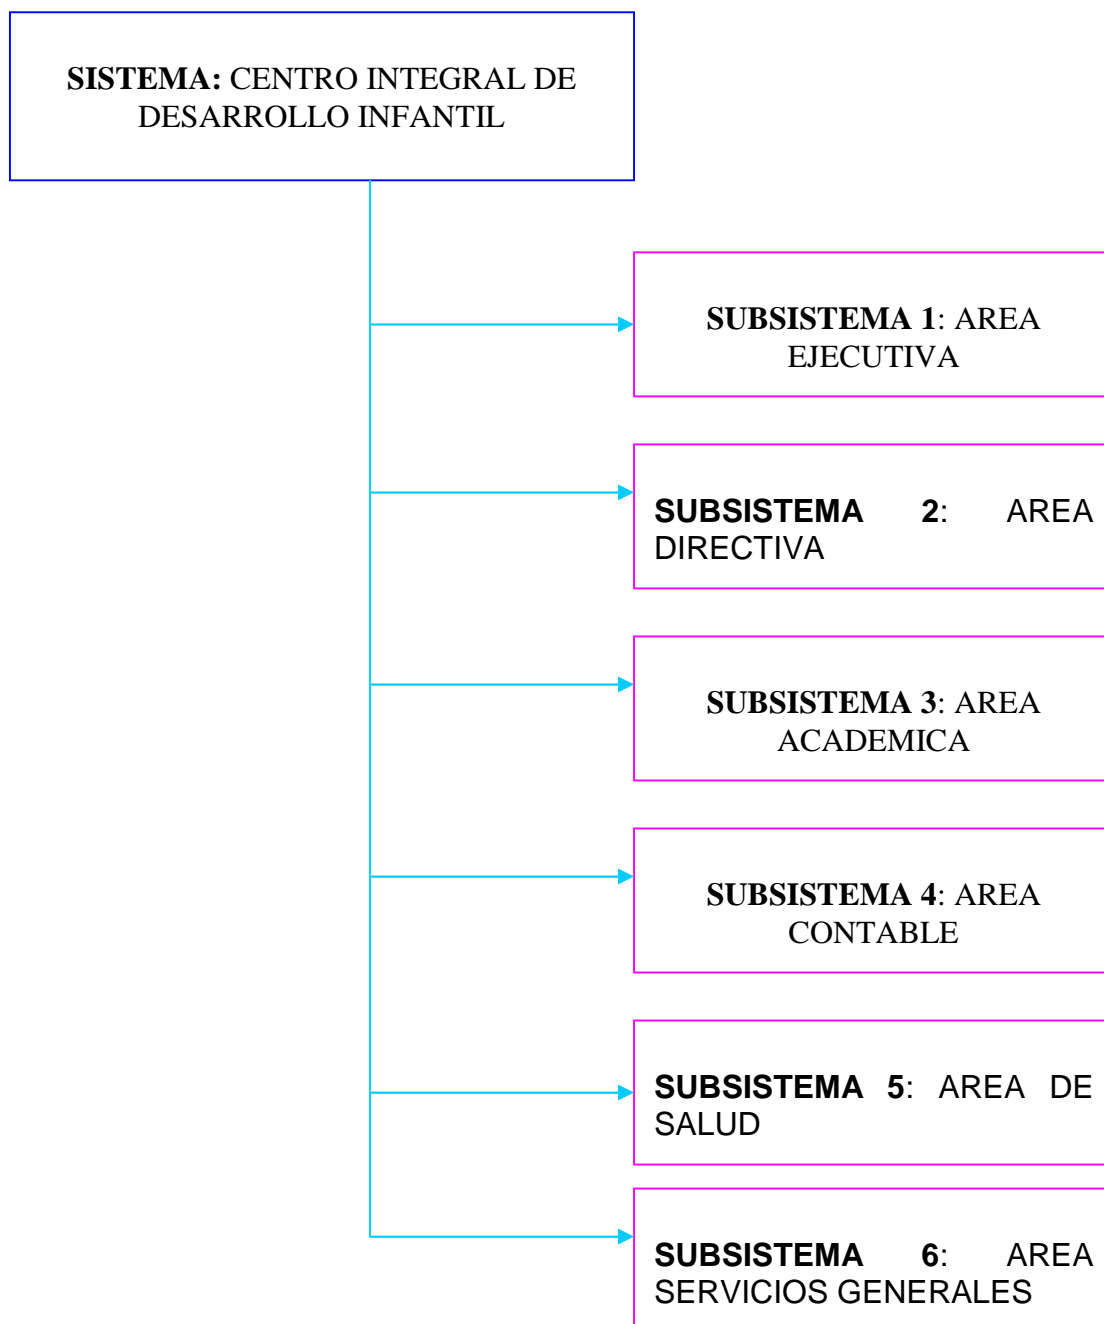 SISTEMA: CENTRO INTEGRAL DE
DESARROLLO INFANTIL
SUBSISTEMA 1: AREA
EJECUTIVA
SUBSISTEMA 2: AREA
DIRECTIVA
SUBSISTEMA 3: AREA
ACADEMICA
SUBSISTEMA 4: AREA
CONTABLE
SUBSISTEMA 5: AREA DE
SALUD
SUBSISTEMA 6: AREA
SERVICIOS GENERALES